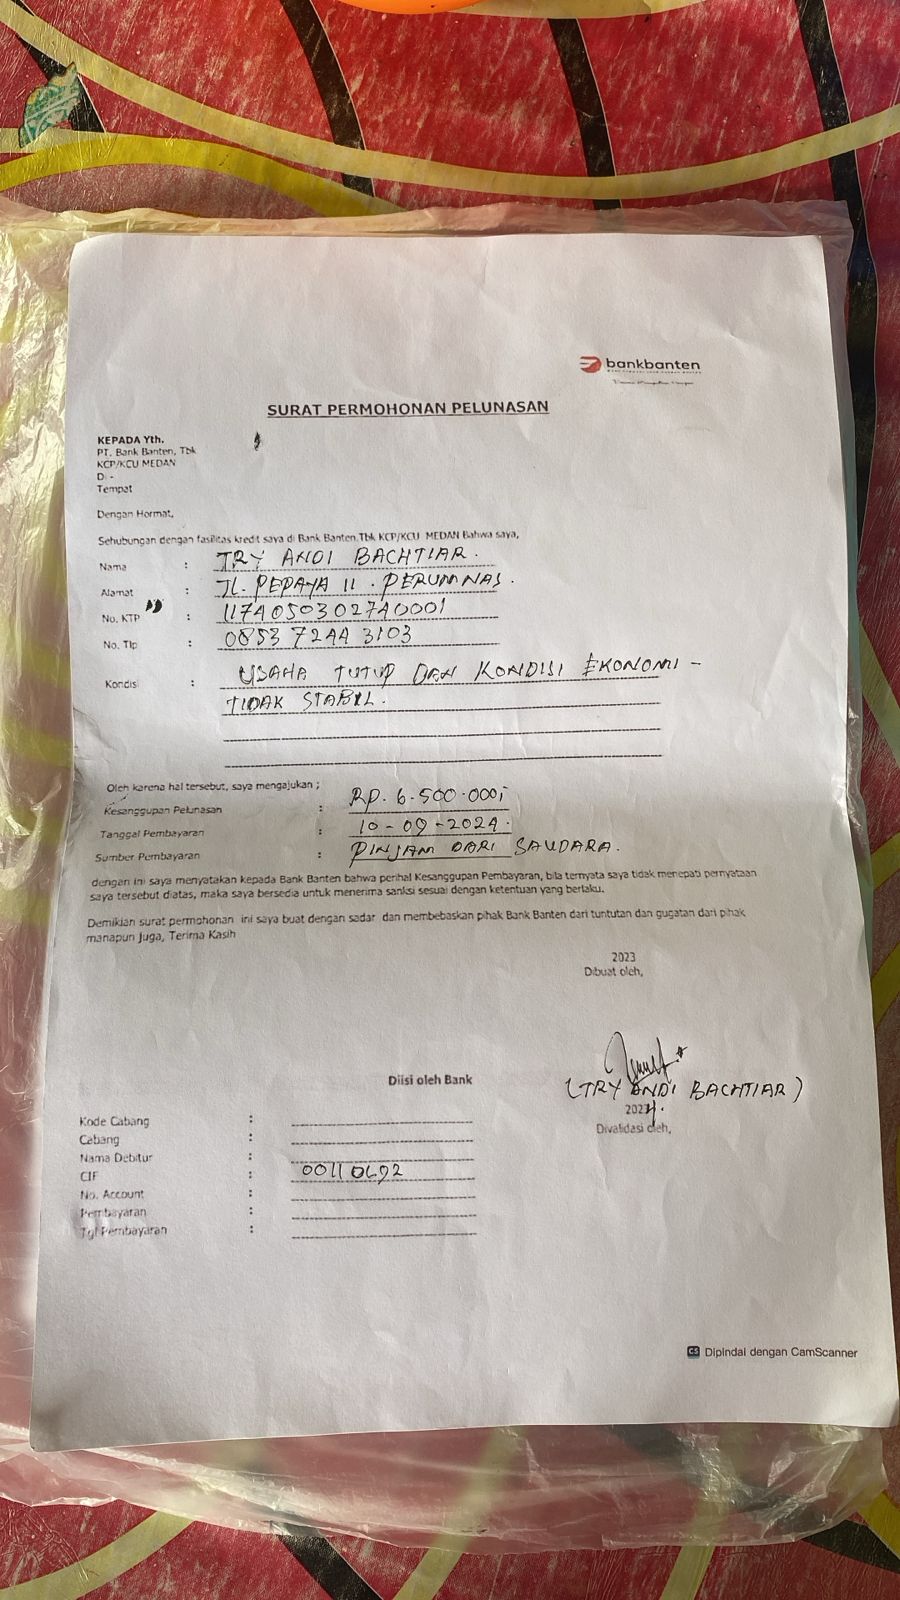 bankbanten
SURAT PERMOHONAN PELUNASAN
KEPADA Yth.
PT. Bank Banten, Tbk
KCP/KCU MEDAN
Di -
Tempat
Dengan Hormat,
Sehubungan dengan fasilitas kredit saya di Bank Banten.Tbk KCP/KCU MEDAN Bahwa saya,
Nama : TRY ANDI BACHTIAR.
Alamat : JL. PEPAYA 11. PERUMNAS.
No. KTP : 1174050302740001
No. Tlp : 0853 7244 3103
Kondisi : USAHA TUTUP DAN KONDISI EKONOMI -
TIDAK STABIL.
Oleh karena hal tersebut, saya mengajukan ;
Kesanggupan Pelunasan : RP. 6.500.000,-
Tanggal Pembayaran : 10-09-2024.
Sumber Pembayaran : PINJAM DARI SAUDARA.
dengan ini saya menyatakan kepada Bank Banten bahwa perihal Kesanggupan Pembayaran, bila ternyata saya tidak menepati pernyataan
saya tersebut diatas, maka saya bersedia untuk menerima sanksi sesuai dengan ketentuan yang berlaku.
Demikian surat permohonan ini saya buat dengan sadar dan membebaskan pihak Bank Banten dari tuntutan dan gugatan dari pihak
manapun juga, Terima Kasih
2023
Dibuat oleh,
(TRY ANDI BACHTIAR)
2024.
Divalidasi oleh,
Diisi oleh Bank
Kode Cabang :
Cabang :
Nama Debitur :
CIF : 00110692
No. Account :
Pembayaran :
Tgl Pembayaran :
CS Dipindai dengan CamScanner